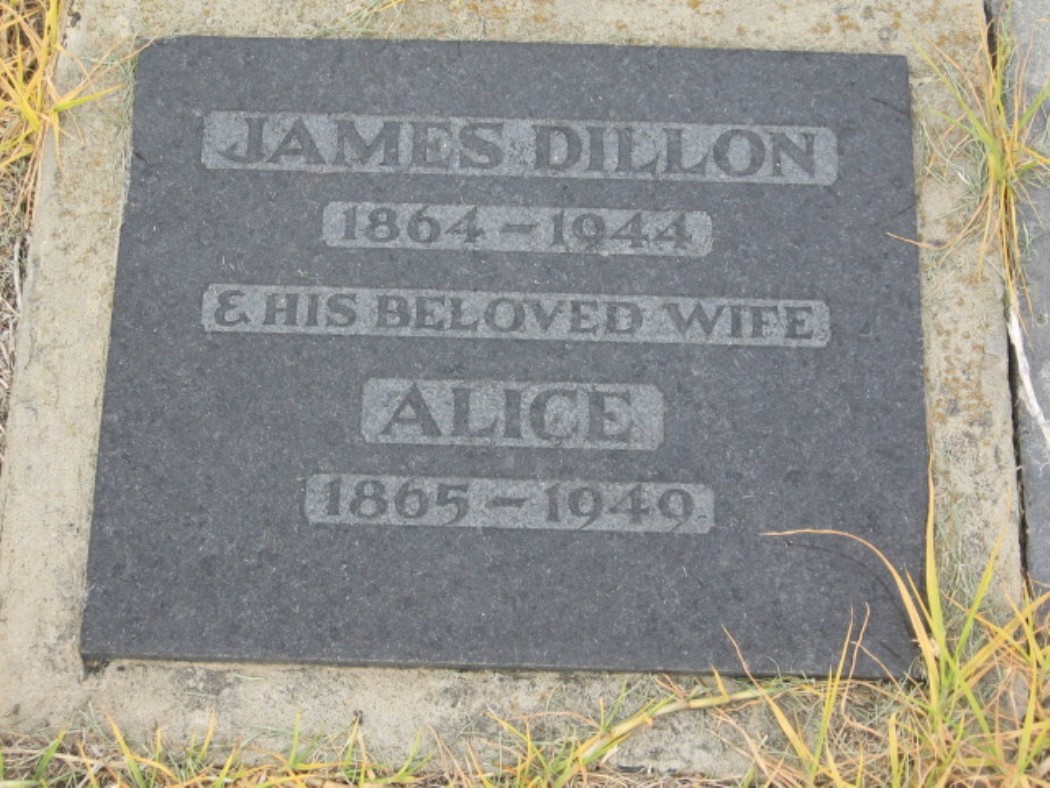 JAMES DILLON
1864 - 1944
& HIS BELOVED WIFE
ALICE
1865 - 1949